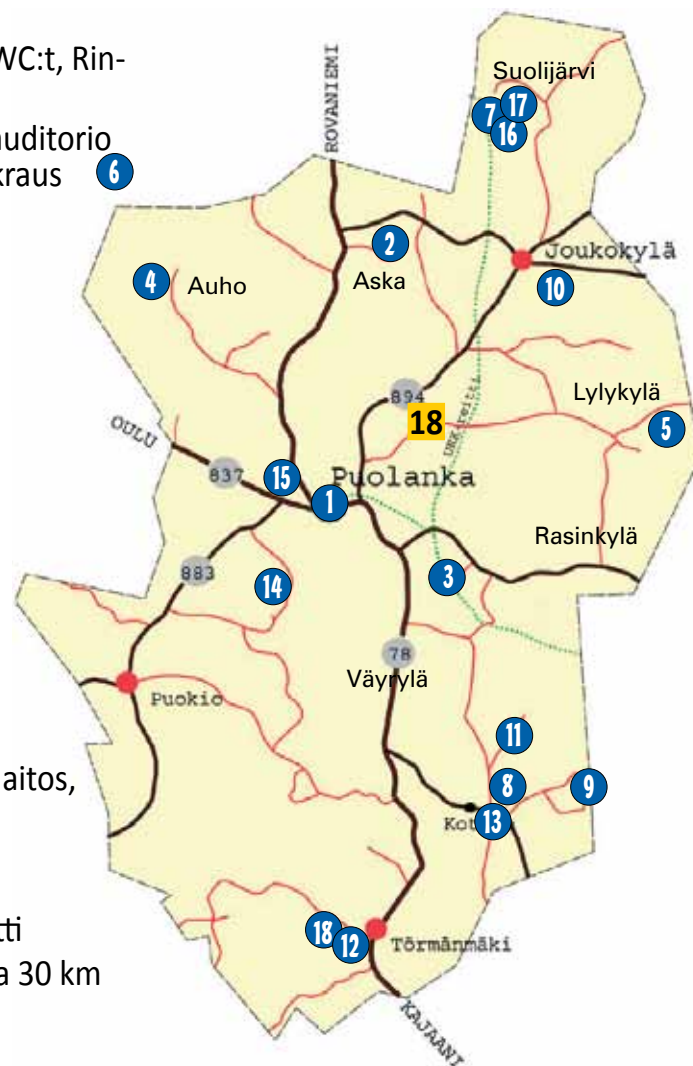 WC:t, Rin-
auditorio
kraus
6
ROVANIEMI
Suolijärvi
7
17
16
2
Aska
4
Auho
Joukokylä
10
894
18
UKK-reitti
Lylykylä
5
OULU
837
15
Puolanka
1
Rasinkylä
883
14
3
78
Väyrylä
Puokio
11
8
9
Kot
13
aitos,
tti
a 30 km
18
12
Törmänmäki
KAJAANI